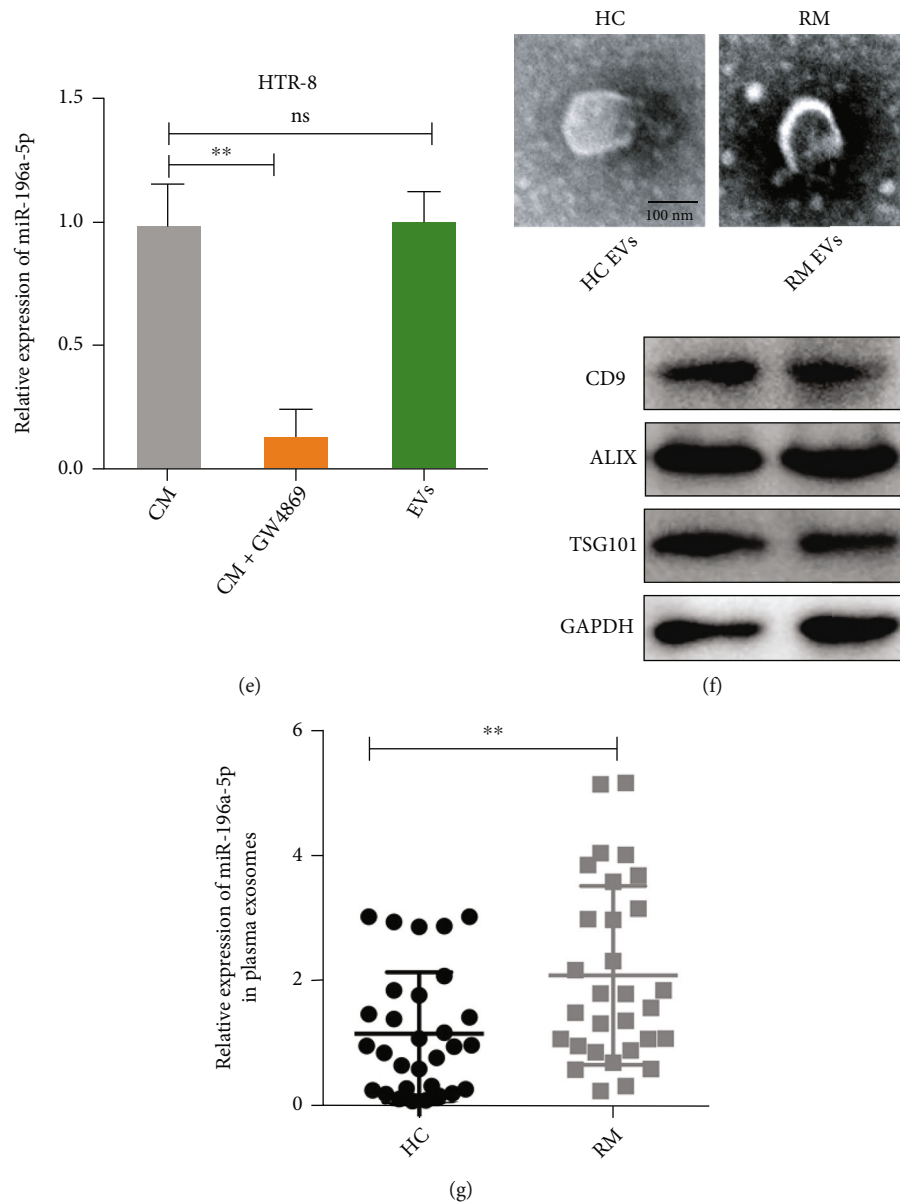 HTR-8
Relative expression of miR-196a-5p
1.5
1.0
0.5
0.0
ns
**
CM
CM + GW4869
EVs
(e)
HC
RM
100 nm
HC EVs
RM EVs
CD9
ALIX
TSG101
GAPDH
(f)
Relative expression of miR-196a-5p
in plasma exosomes
6
4
2
0
**
HC
RM
(g)